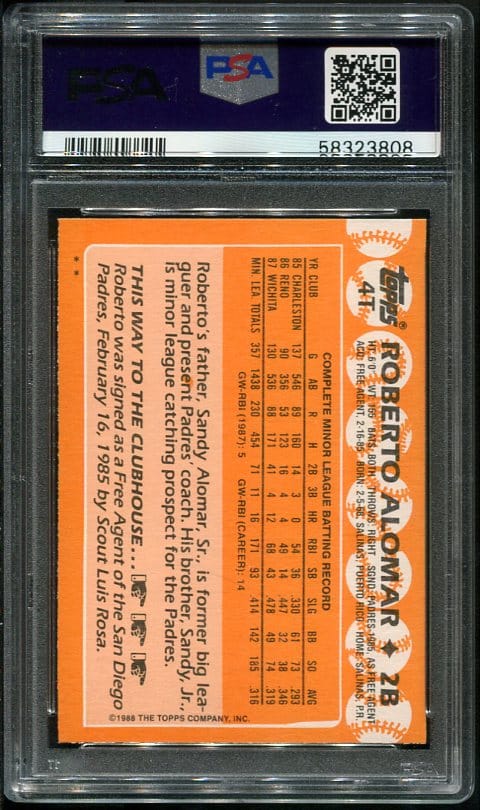 PSA
PSA
58323808
topps®
4T
ROBERTO ALOMAR ✦ 2B
HT: 6'0" WT: 155 BATS: BOTH THROWS: RIGHT SGND: PADRES-1985, AS FREE AGENT
ACQ: FREE AGENT, 2-16-85 BORN: 2-5-68, SALINAS, PUERTO RICO HOME: SALINAS, P.R.
COMPLETE MINOR LEAGUE BATTING RECORD
YR CLUB G AB R H 2B 3B HR RBI SB SLG BB SO AVG
85 CHARLESTON 137 546 89 160 14 3 0 54 36 .330 61 73 .293
86 RENO 90 356 53 123 16 4 4 49 14 .447 32 38 .346
87 WICHITA 130 536 88 171 41 4 12 68 43 .478 49 74 .319
MIN. LEA. TOTALS 357 1438 230 454 71 11 16 171 93 .414 142 185 .316
GW-RBI (1987): 5 GW-RBI (CAREER): 14
Roberto's father, Sandy Alomar, Sr., is former big lea-
guer and present Padres' coach. His brother, Sandy, Jr.,
is minor league catching prospect for the Padres.
THIS WAY TO THE CLUBHOUSE...
Roberto was signed as a Free Agent of the San Diego
Padres, February 16, 1985 by Scout Luis Rosa.
* *
©1988 THE TOPPS COMPANY, INC.